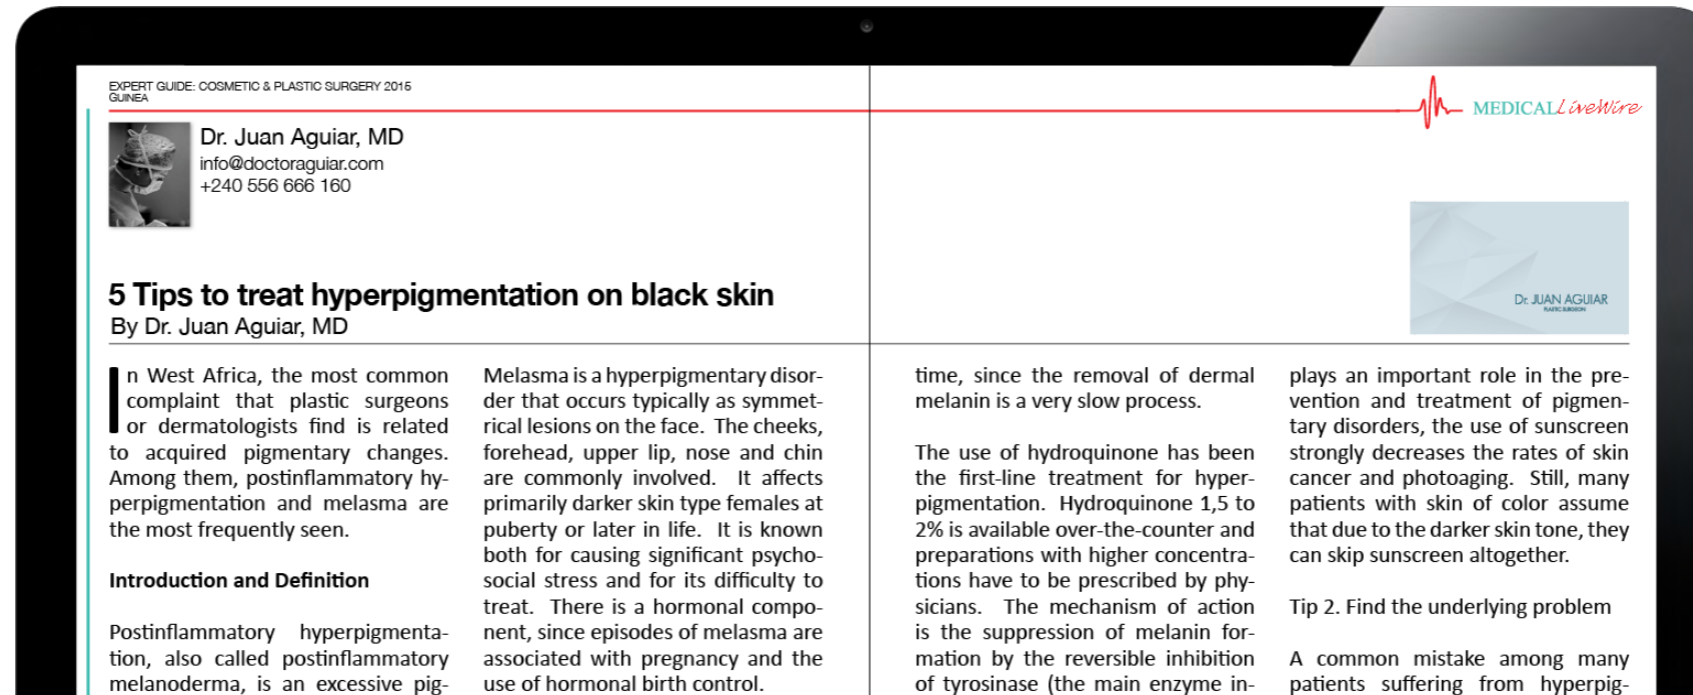 EXPERT GUIDE: COSMETIC & PLASTIC SURGERY 2015
GUINEA
MEDICALLiveWire
Dr. Juan Aguiar, MD
info@doctoraguiar.com
+240 556 666 160
Dr. JUAN AGUIAR
PLASTIC SURGEON
5 Tips to treat hyperpigmentation on black skin
By Dr. Juan Aguiar, MD
In West Africa, the most common
complaint that plastic surgeons
or dermatologists find is related
to acquired pigmentary changes.
Among them, postinflammatory hy-
perpigmentation and melasma are
the most frequently seen.
Introduction and Definition
Postinflammatory hyperpigmenta-
tion, also called postinflammatory
melanoderma, is an excessive pig-
Melasma is a hyperpigmentary disor-
der that occurs typically as symmet-
rical lesions on the face. The cheeks,
forehead, upper lip, nose and chin
are commonly involved. It affects
primarily darker skin type females at
puberty or later in life. It is known
both for causing significant psycho-
social stress and for its difficulty to
treat. There is a hormonal compo-
nent, since episodes of melasma are
associated with pregnancy and the
use of hormonal birth control.
time, since the removal of dermal
melanin is a very slow process.
The use of hydroquinone has been
the first-line treatment for hyper-
pigmentation. Hydroquinone 1,5 to
2% is available over-the-counter and
preparations with higher concentra-
tions have to be prescribed by phy-
sicians. The mechanism of action
is the suppression of melanin for-
mation by the reversible inhibition
of tyrosinase (the main enzyme in-
plays an important role in the pre-
vention and treatment of pigmen-
tary disorders, the use of sunscreen
strongly decreases the rates of skin
cancer and photoaging. Still, many
patients with skin of color assume
that due to the darker skin tone, they
can skip sunscreen altogether.
Tip 2. Find the underlying problem
A common mistake among many
patients suffering from hyperpig-